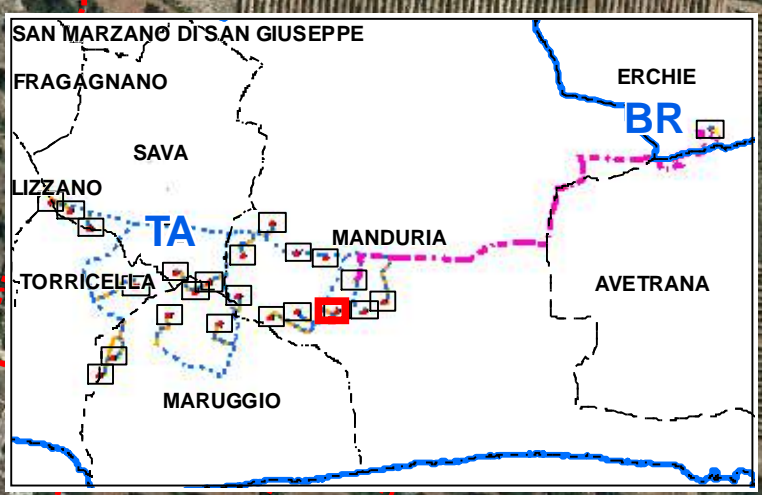 SAN MARZANO DI SAN GIUSEPPE
FRAGAGNANO
ERCHIE
BR
SAVA
LIZZANO
TA
MANDURIA
TORRICELLA
AVETRANA
MARUGGIO